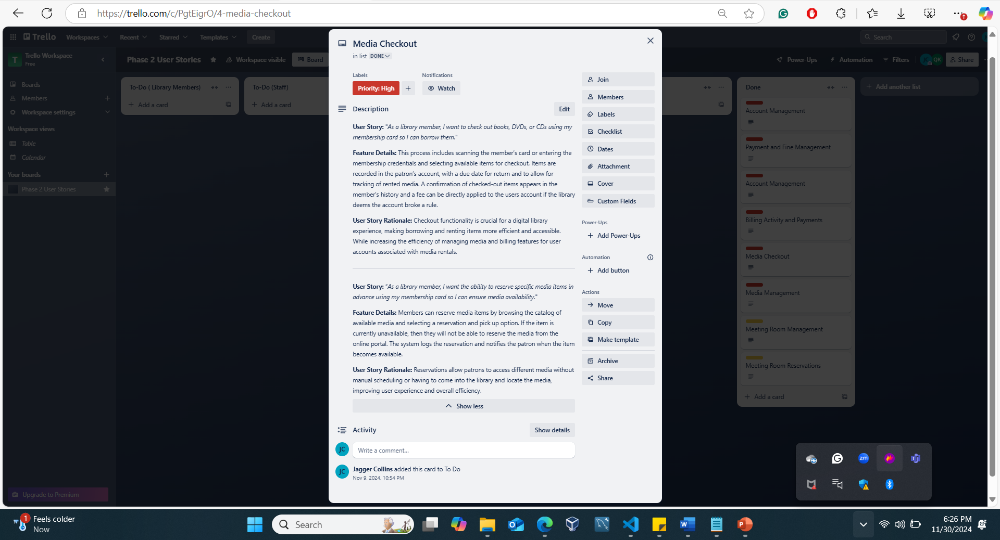 https://trello.com/c/PgtEigrO/4-media-checkout
Trello
Workspaces
Recent
Starred
Templates
Create
Search
T
Trello Workspace
Free
Phase 2 User Stories
Workspace visible
Board
Power-Ups
Automation
Filters
QK
Share
Boards
Members
Workspace settings
Workspace views
Table
Calendar
Your boards
Phase 2 User Stories
Upgrade to Premium
To-Do ( Library Members)
Add a card
To-Do (Staff)
Add a card
Media Checkout
in list DONE
Labels
Notifications
Priority: High
Watch
Description
Edit
User Story: "As a library member, I want to check out books, DVDs, or CDs using my
membership card so I can borrow them."
Feature Details: This process includes scanning the member's card or entering the
membership credentials and selecting available items for checkout. Items are
recorded in the patron's account, with a due date for return and to allow for
tracking of rented media. A confirmation of checked-out items appears in the
member's history and a fee can be directly applied to the users account if the library
deems the account broke a rule.
User Story Rationale: Checkout functionality is crucial for a digital library
experience, making borrowing and renting items more efficient and accessible.
While increasing the efficiency of managing media and billing features for user
accounts associated with media rentals.
User Story: "As a library member, I want the ability to reserve specific media items in
advance using my membership card so I can ensure media availability."
Feature Details: Members can reserve media items by browsing the catalog of
available media and selecting a reservation and pick up option. If the item is
currently unavailable, then they will not be able to reserve the media from the
online portal. The system logs the reservation and notifies the patron when the item
becomes available.
User Story Rationale: Reservations allow patrons to access different media without
manual scheduling or having to come into the library and locate the media,
improving user experience and overall efficiency.
Show less
Activity
Show details
JC
Write a comment...
JC
Jagger Collins added this card to To Do
Nov 9, 2024, 10:54 PM
Join
Members
Labels
Checklist
Dates
Attachment
Cover
Custom Fields
Power-Ups
Add Power-Ups
Automation
Add button
Actions
Move
Copy
Make template
Archive
Share
Done
Account Management
Payment and Fine Management
Account Management
Billing Activity and Payments
Media Checkout
Media Management
Meeting Room Management
Meeting Room Reservations
Add a card
Add another list
zm
1
Feels colder
Now
Search
6:26 PM
11/30/2024